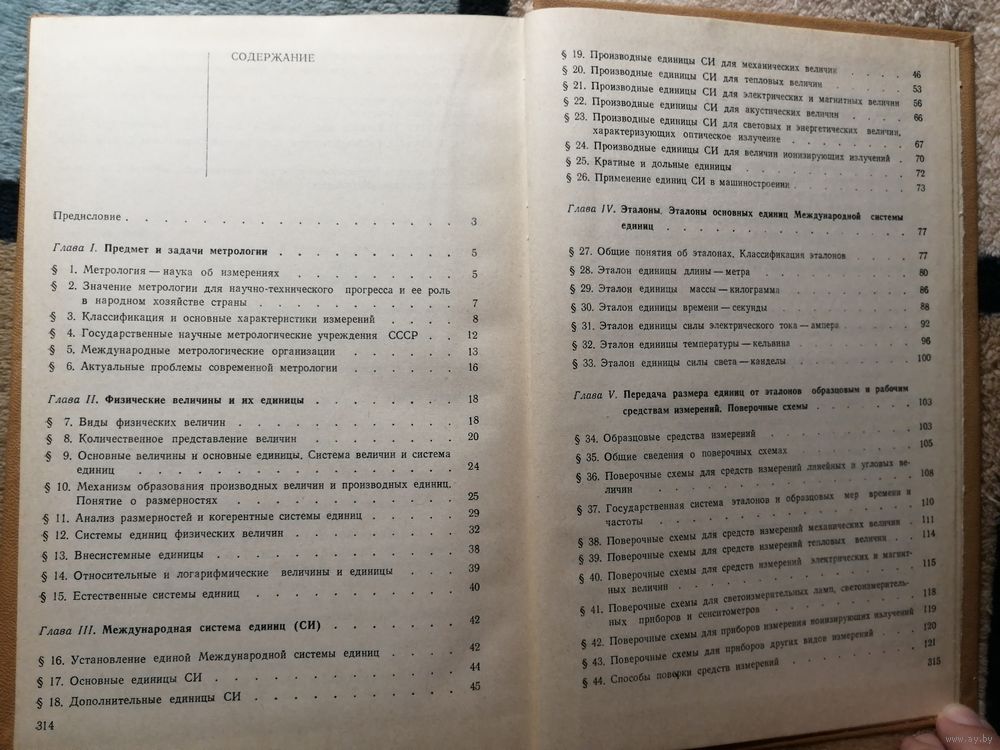 СОДЕРЖАНИЕ
Предисловие . . . . . . . . . . . . . . . 3
Глава I. Предмет и задачи метрологии . . . . . . . . . 5
§ 1. Метрология — наука об измерениях . . . . . . . . 5
§ 2. Значение метрологии для научно-технического прогресса и ее роль
в народном хозяйстве страны . . . . . . . . . 7
§ 3. Классификация и основные характеристики измерений . . . . 8
§ 4. Государственные научные метрологические учреждения СССР . . 12
§ 5. Международные метрологические организации . . . . . . 13
§ 6. Актуальные проблемы современной метрологии . . . . . . 16
Глава II. Физические величины и их единицы . . . . . . . 18
§ 7. Виды физических величин . . . . . . . . . . 18
§ 8. Количественное представление величин . . . . . . . 20
§ 9. Основные величины и основные единицы. Система величин и система
единиц . . . . . . . . . . . . . . . 24
§ 10. Механизм образования производных величин и производных единиц.
Понятие о размерностях . . . . . . . . . . 25
§ 11. Анализ размерностей и когерентные системы единиц . . . . 29
§ 12. Системы единиц физических величин . . . . . . . 32
§ 13. Внесистемные единицы . . . . . . . . . . 38
§ 14. Относительные и логарифмические величины и единицы . . . 39
§ 15. Естественные системы единиц . . . . . . . . . 40
Глава III. Международная система единиц (СИ) . . . . . . 42
§ 16. Установление единой Международной системы единиц . . . . 42
§ 17. Основные единицы СИ . . . . . . . . . . 44
§ 18. Дополнительные единицы СИ . . . . . . . . . 45
314
§ 19. Производные единицы СИ для механических величин . . . . 46
§ 20. Производные единицы СИ для тепловых величин . . . . . 53
§ 21. Производные единицы СИ для электрических и магнитных величин 56
§ 22. Производные единицы СИ для акустических величин . . . . 66
§ 23. Производные единицы СИ для световых и энергетических величин,
характеризующих оптическое излучение . . . . . . . 67
§ 24. Производные единицы СИ для величин ионизирующих излучений . 70
§ 25. Кратные и дольные единицы . . . . . . . . . 72
§ 26. Применение единиц СИ в машиностроении . . . . . . 73
Глава IV. Эталоны. Эталоны основных единиц Международной системы
единиц . . . . . . . . . . . . . . 77
§ 27. Общие понятия об эталонах. Классификация эталонов . . . . 77
§ 28. Эталон единицы длины — метра . . . . . . . . 80
§ 29. Эталон единицы массы — килограмма . . . . . . . 86
§ 30. Эталон единицы времени — секунды . . . . . . . 88
§ 31. Эталон единицы силы электрического тока — ампера . . . . 92
§ 32. Эталон единицы температуры — кельвина . . . . . . 96
§ 33. Эталон единицы силы света — канделы . . . . . . . 100
Глава V. Передача размера единиц от эталонов образцовым и рабочим
средствам измерений. Поверочные схемы . . . . . . 103
§ 34. Образцовые средства измерений . . . . . . . . 103
§ 35. Общие сведения о поверочных схемах . . . . . . . 105
§ 36. Поверочные схемы для средств измерений линейных и угловых ве-
личин . . . . . . . . . . . . . . 108
§ 37. Государственная система эталонов и образцовых мер времени и
частоты . . . . . . . . . . . . . . 110
§ 38. Поверочные схемы для средств измерений механических величин . 111
§ 39. Поверочные схемы для средств измерений тепловых величин . . 114
§ 40. Поверочные схемы для средств измерений электрических и магнит-
ных величин . . . . . . . . . . . . . 115
§ 41. Поверочные схемы для светоизмерительных ламп, светоизмеритель-
ных приборов и сенситометров . . . . . . . . 118
§ 42. Поверочные схемы для приборов измерения ионизирующих излучений 119
§ 43. Поверочные схемы для приборов других видов измерений . . . 120
§ 44. Способы поверки средств измерений . . . . . . . 121
315
www.ay.by